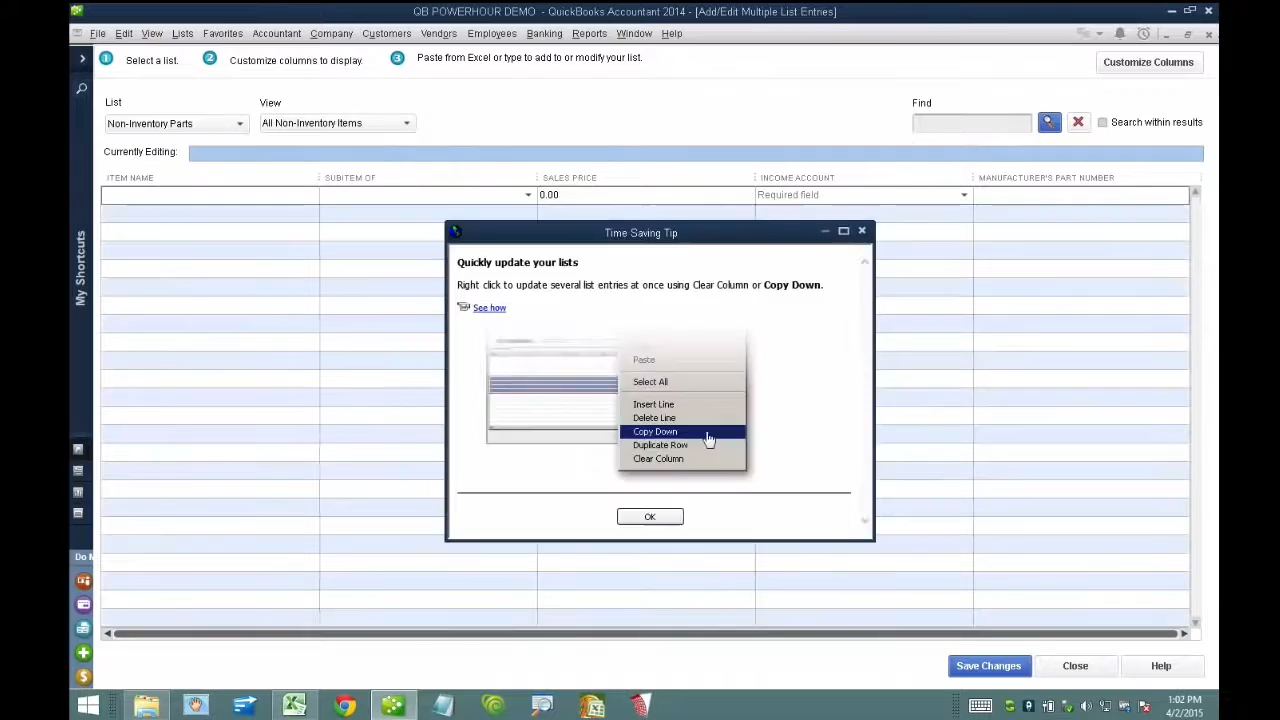 QB POWERHOUR DEMO - QuickBooks Accountant 2014 - [Add/Edit Multiple List Entries]
File Edit View Lists Favorites Accountant Company Customers Vendors Employees Banking Reports Window Help
1 Select a list. 2 Customize columns to display. 3 Paste from Excel or type to add to or modify your list.
Customize Columns
List View Find
Non-Inventory Parts All Non-Inventory Items Search within results
Currently Editing:
ITEM NAME SUBITEM OF SALES PRICE INCOME ACCOUNT MANUFACTURER'S PART NUMBER
0.00 Required field
My Shortcuts
Time Saving Tip
Quickly update your lists
Right click to update several list entries at once using Clear Column or Copy Down.
See how
Paste
Select All
Insert Line
Delete Line
Copy Down
Duplicate Row
Clear Column
OK
Save Changes Close Help
1:02 PM
4/2/2015